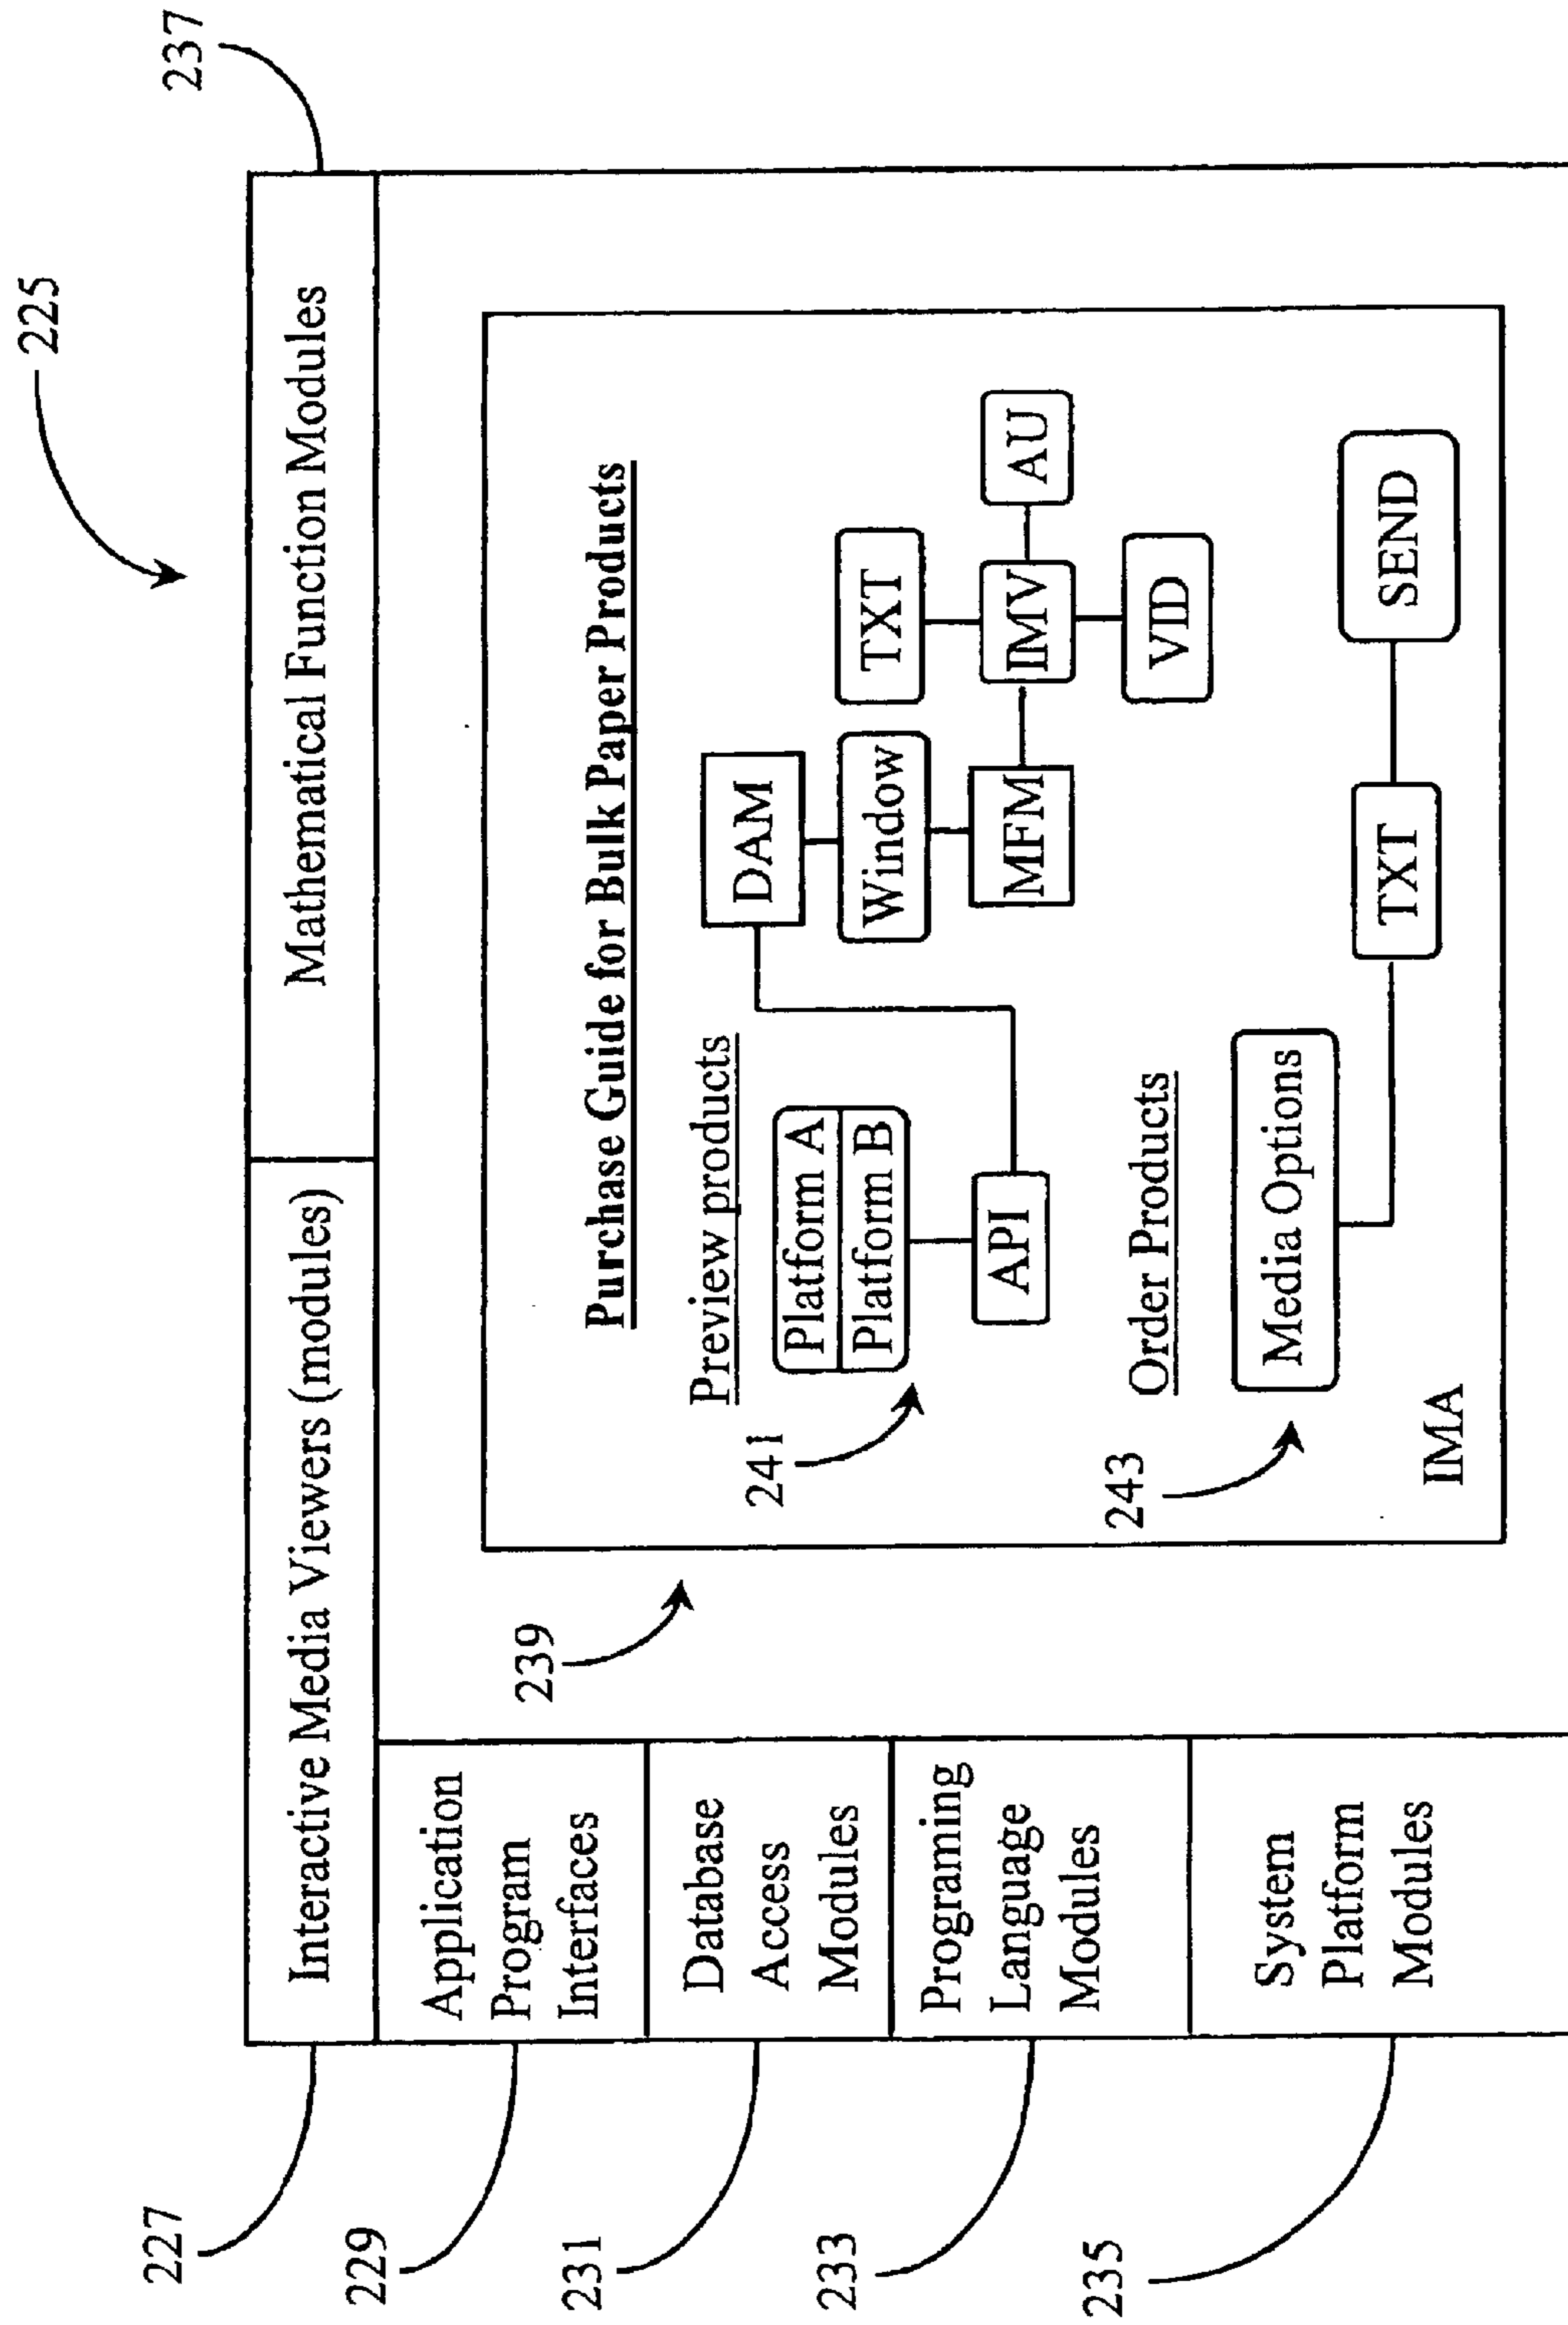 225
237
Interactive Media Viewers (modules)
Mathematical Function Modules
227
229
Application
Program
Interfaces
231
Database
Access
Modules
233
Programing
Language
Modules
235
System
Platform
Modules
239
Purchase Guide for Bulk Paper Products
Preview products
241
Platform A
Platform B
API
DAM
Window
MFM
TXT
IMV
AU
VID
Order Products
243
Media Options
TXT
SEND
IMA